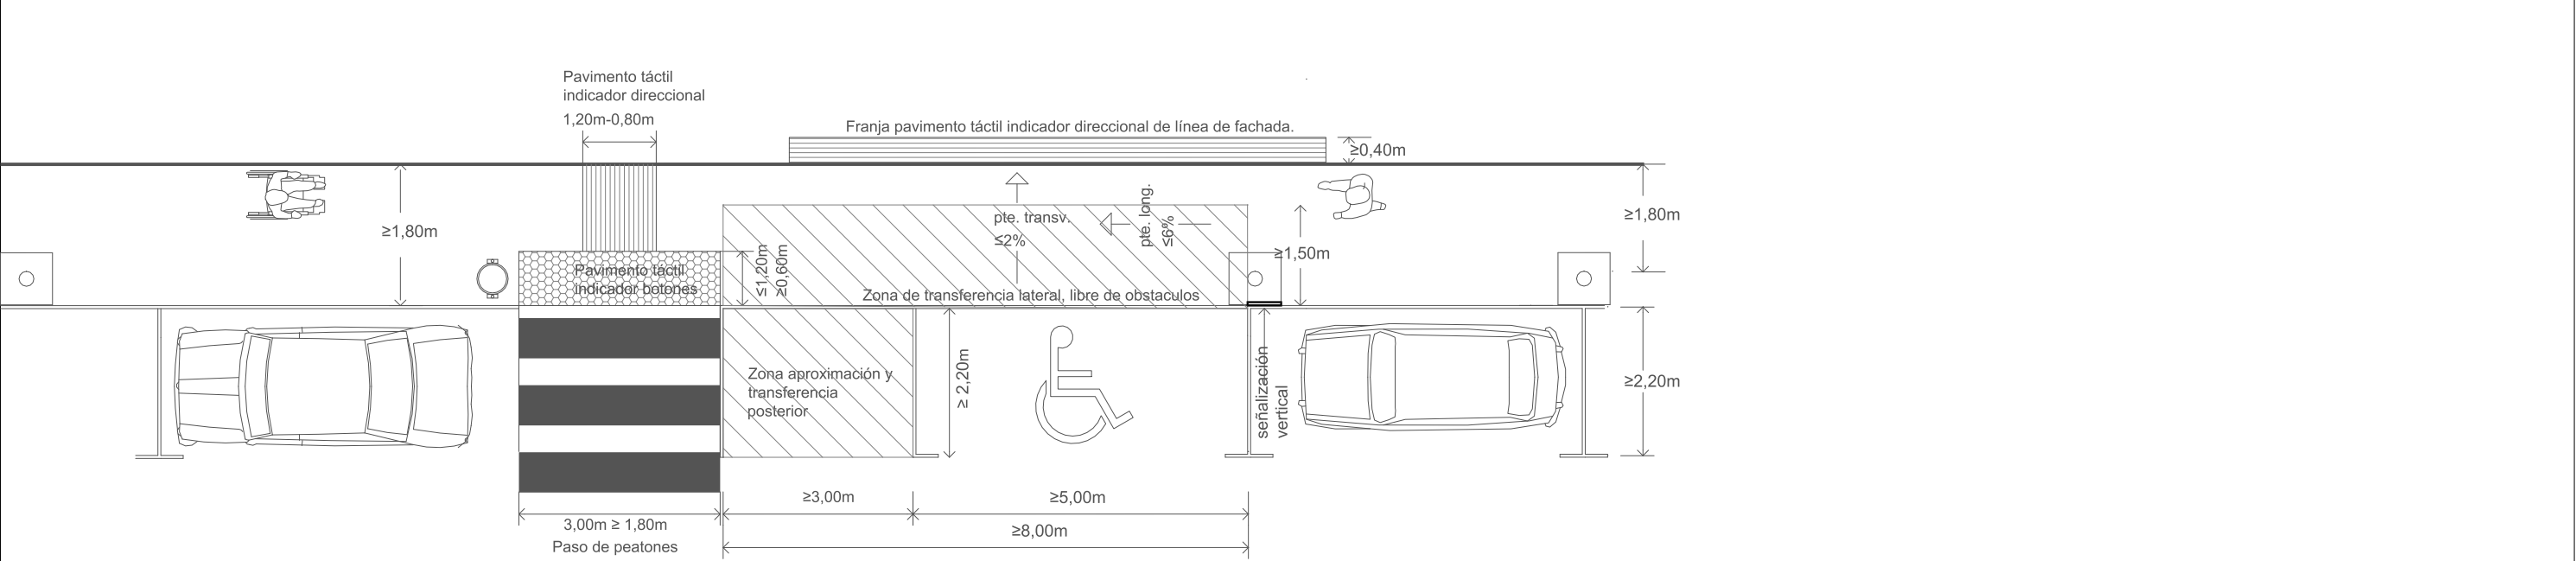 Pavimento táctil
indicador direccional
1,20m-0,80m
Franja pavimento táctil indicador direccional de línea de fachada.
≥0,40m
≥1,80m
pte. transv.
≤2%
pte. long.
≤6%
≥1,80m
≥1,50m
Pavimento táctil
indicador botones
≤1,20m
≥0,60m
Zona de transferencia lateral, libre de obstaculos
Zona aproximación y
transferencia
posterior
≥ 2,20m
señalización
vertical
≥2,20m
≥3,00m
≥5,00m
3,00m ≥ 1,80m
≥8,00m
Paso de peatones